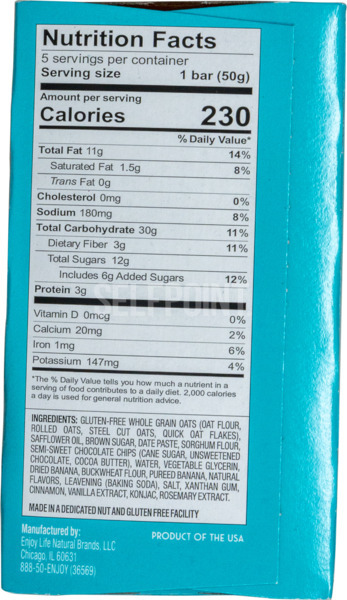 Nutrition Facts
5 servings per container
Serving size 1 bar (50g)
Amount per serving
Calories 230
% Daily Value*
Total Fat 11g 14%
Saturated Fat 1.5g 8%
Trans Fat 0g
Cholesterol 0mg 0%
Sodium 180mg 8%
Total Carbohydrate 30g 11%
Dietary Fiber 3g 11%
Total Sugars 12g
Includes 6g Added Sugars 12%
Protein 3g
SELFPOINT
Vitamin D 0mcg 0%
Calcium 20mg 2%
Iron 1mg 6%
Potassium 147mg 4%
*The % Daily Value tells you how much a nutrient in a
serving of food contributes to a daily diet. 2,000 calories
a day is used for general nutrition advice.
INGREDIENTS: GLUTEN-FREE WHOLE GRAIN OATS (OAT FLOUR,
ROLLED OATS, STEEL CUT OATS, QUICK OAT FLAKES),
SAFFLOWER OIL, BROWN SUGAR, DATE PASTE, SORGHUM FLOUR,
SEMI-SWEET CHOCOLATE CHIPS (CANE SUGAR, UNSWEETENED
CHOCOLATE, COCOA BUTTER), WATER, VEGETABLE GLYCERIN,
DRIED BANANA, BUCKWHEAT FLOUR, PUREED BANANA, NATURAL
FLAVORS, LEAVENING (BAKING SODA), SALT, XANTHAN GUM,
CINNAMON, VANILLA EXTRACT, KONJAC, ROSEMARY EXTRACT.
MADE IN A DEDICATED NUT AND GLUTEN FREE FACILITY
Manufactured by:
Enjoy Life Natural Brands, LLC
Chicago, IL 60631
888-50-ENJOY (36569)
PRODUCT OF THE USA